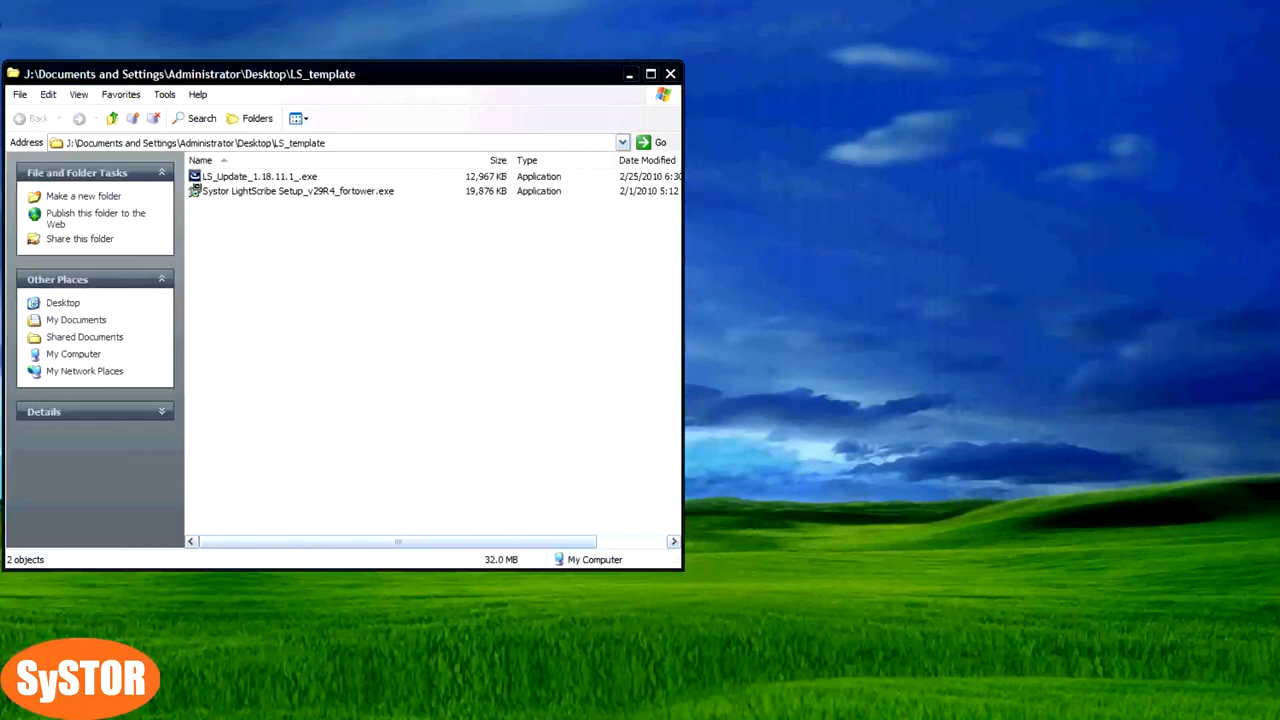 J:\Documents and Settings\Administrator\Desktop\LS_template
File Edit View Favorites Tools Help
Back Search Folders
Address J:\Documents and Settings\Administrator\Desktop\LS_template Go
Name Size Type Date Modified
LS_Update_1.18.11.1_.exe 12,967 KB Application 2/25/2010 6:30
Systor LightScribe Setup_v29R4_fortower.exe 19,876 KB Application 2/1/2010 5:12
File and Folder Tasks
Make a new folder
Publish this folder to the
Web
Share this folder
Other Places
Desktop
My Documents
Shared Documents
My Computer
My Network Places
Details
2 objects 32.0 MB My Computer
SySTOR